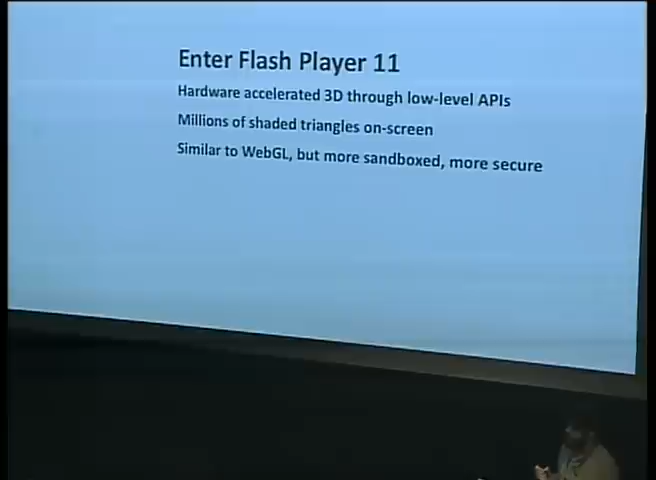 Enter Flash Player 11
Hardware accelerated 3D through low-level APIs
Millions of shaded triangles on-screen
Similar to WebGL, but more sandboxed, more secure